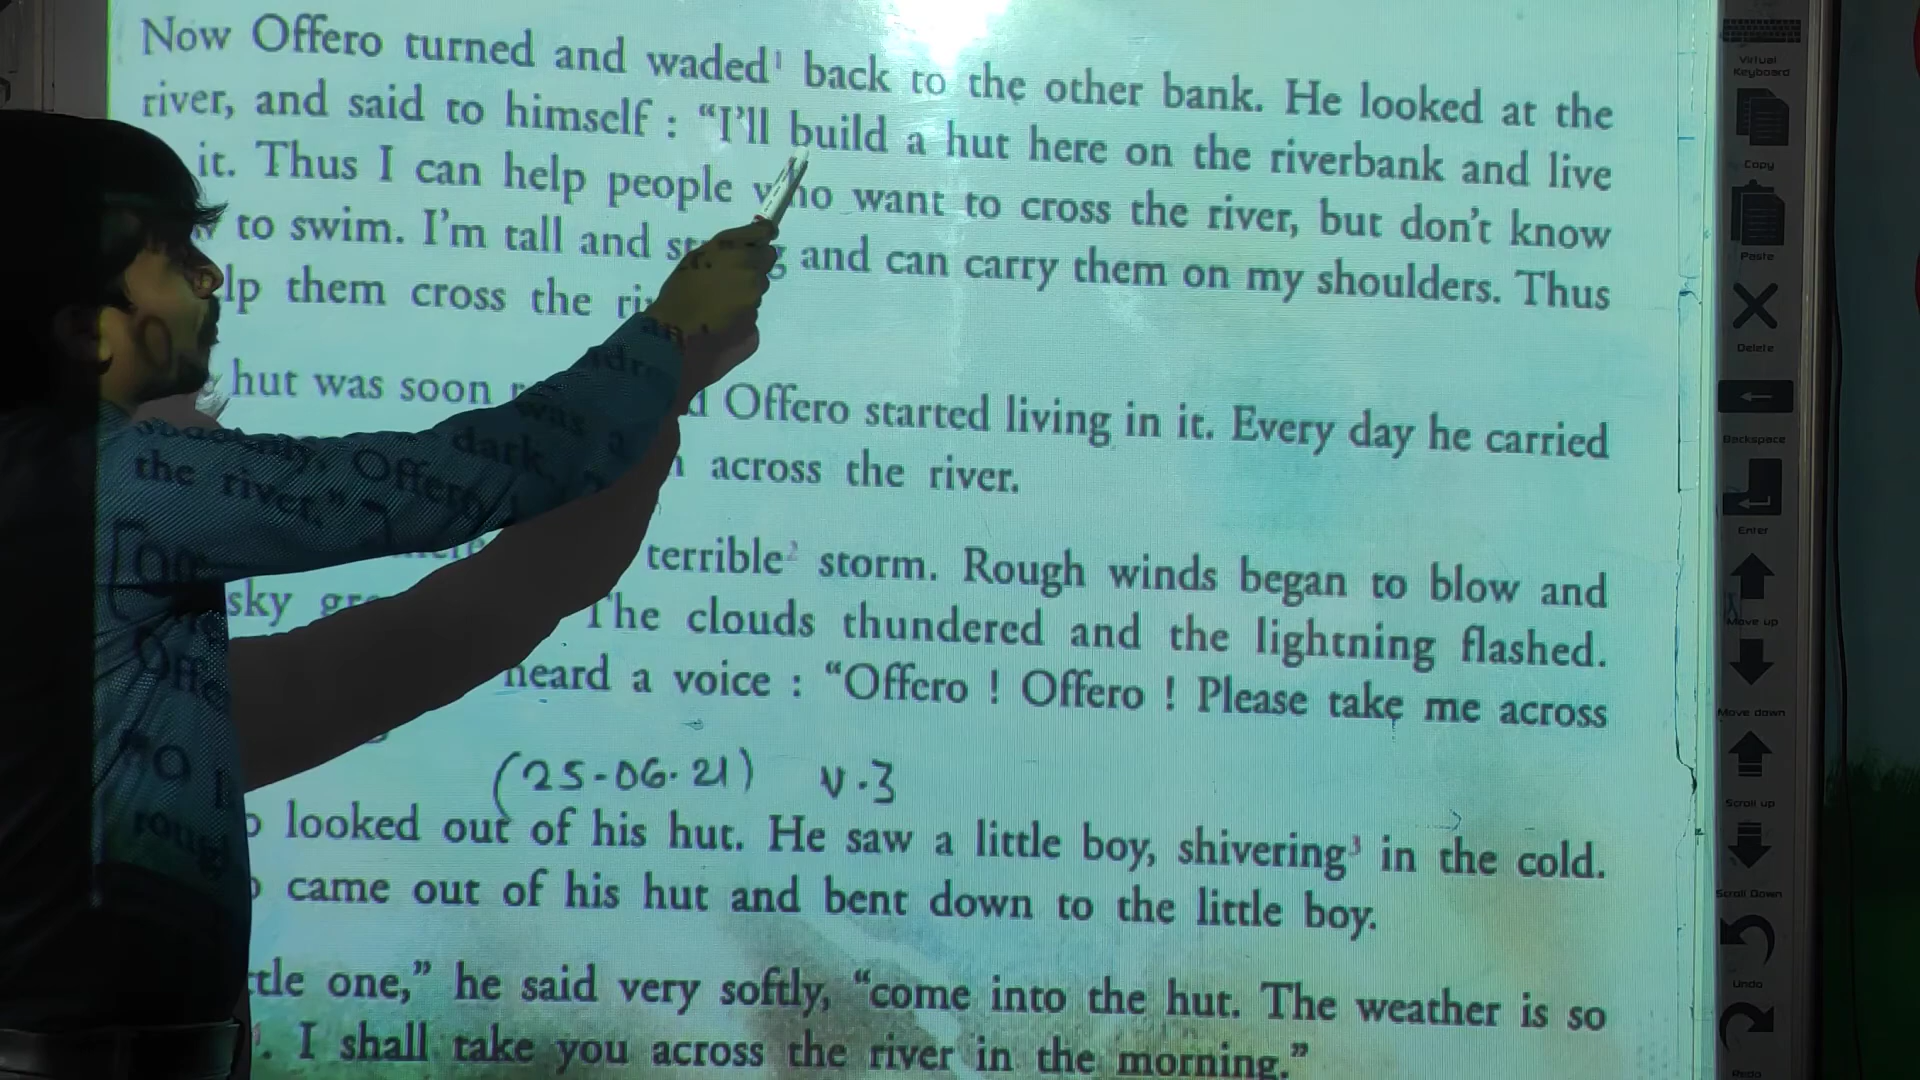 Now Offero turned and waded¹ back to the other bank. He looked at the
river, and said to himself : “I’ll build a hut here on the riverbank and live
it. Thus I can help people who want to cross the river, but don’t know
to swim. I’m tall and strong and can carry them on my shoulders. Thus
them cross the
hut was soon Offero started living in it. Every day he carried
across the river.
terrible² storm. Rough winds began to blow and
sky The clouds thundered and the lightning flashed.
heard a voice : “Offero ! Offero ! Please take me across
(25-06-21) V.3
looked out of his hut. He saw a little boy, shivering³ in the cold.
came out of his hut and bent down to the little boy.
one,” he said very softly, “come into the hut. The weather is so
I shall take you across the river in the morning.”
Virtual
Keyboard
Copy
Paste
Delete
Backspace
Enter
Move up
Move down
Scroll up
Scroll Down
Undo
Redo